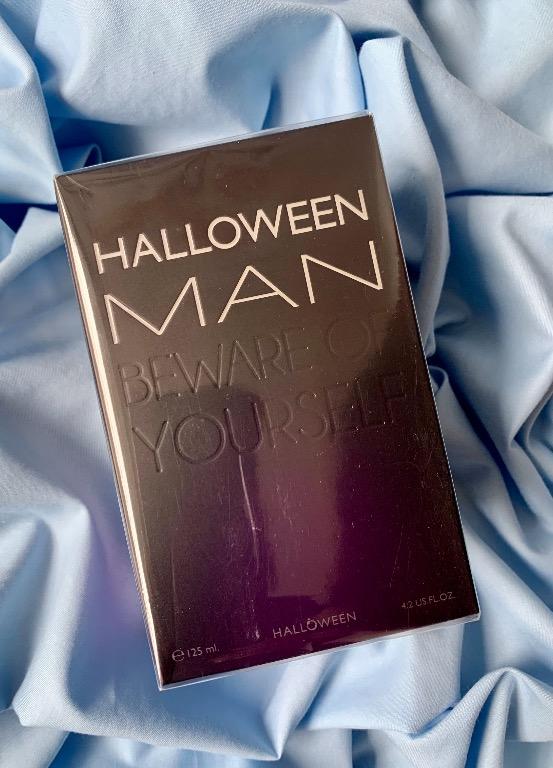 HALLOWEEN
MAN
BEWARE OF
YOURSELF
℮125 ml.
HALLOWEEN
4.2 US FL.OZ.